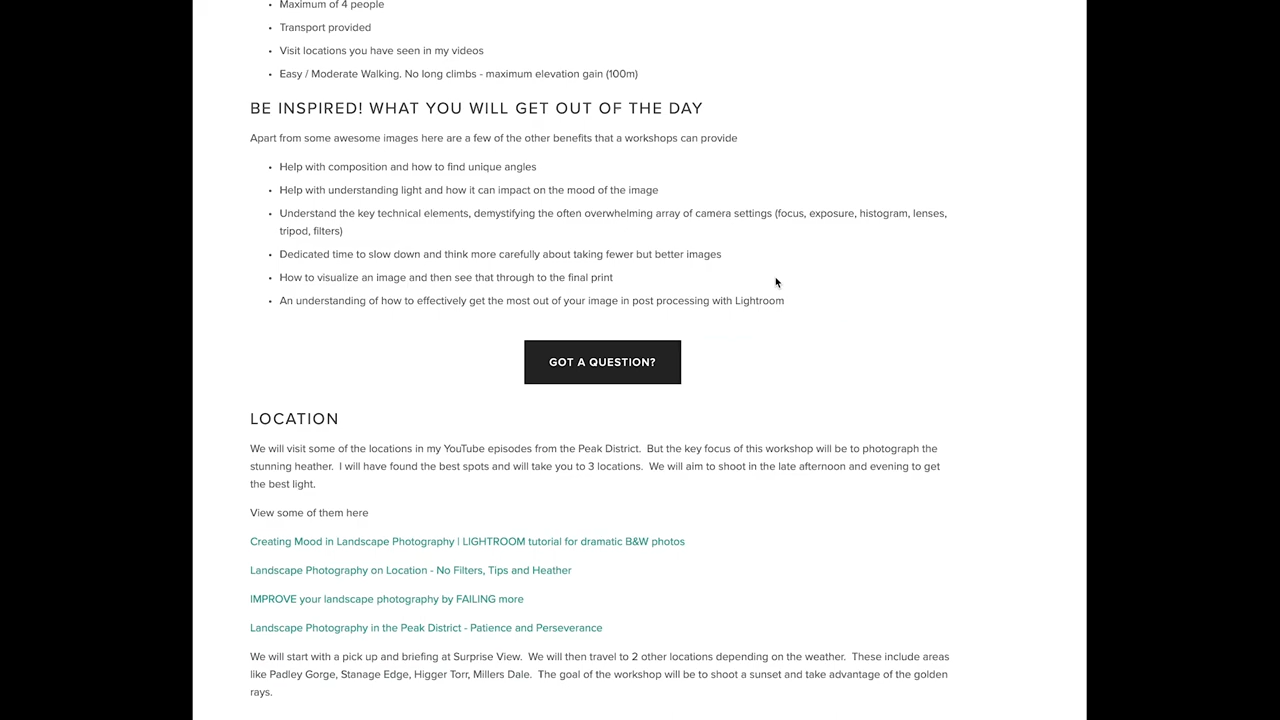 • Maximum of 4 people
• Transport provided
• Visit locations you have seen in my videos
• Easy / Moderate Walking. No long climbs - maximum elevation gain (100m)
BE INSPIRED! WHAT YOU WILL GET OUT OF THE DAY
Apart from some awesome images here are a few of the other benefits that a workshops can provide
• Help with composition and how to find unique angles
• Help with understanding light and how it can impact on the mood of the image
• Understand the key technical elements, demystifying the often overwhelming array of camera settings (focus, exposure, histogram, lenses,
tripod, filters)
• Dedicated time to slow down and think more carefully about taking fewer but better images
• How to visualize an image and then see that through to the final print
• An understanding of how to effectively get the most out of your image in post processing with Lightroom
GOT A QUESTION?
LOCATION
We will visit some of the locations in my YouTube episodes from the Peak District.  But the key focus of this workshop will be to photograph the
stunning heather.  I will have found the best spots and will take you to 3 locations.  We will aim to shoot in the late afternoon and evening to get
the best light.
View some of them here
Creating Mood in Landscape Photography | LIGHTROOM tutorial for dramatic B&W photos
Landscape Photography on Location - No Filters, Tips and Heather
IMPROVE your landscape photography by FAILING more
Landscape Photography in the Peak District - Patience and Perseverance
We will start with a pick up and briefing at Surprise View.  We will then travel to 2 other locations depending on the weather.  These include areas
like Padley Gorge, Stanage Edge, Higger Torr, Millers Dale.  The goal of the workshop will be to shoot a sunset and take advantage of the golden
rays.